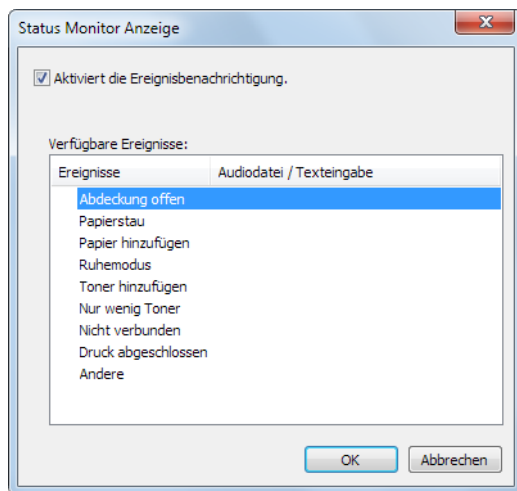 Status Monitor Anzeige
Aktiviert die Ereignisbenachrichtigung.
Verfügbare Ereignisse:
Ereignisse Audiodatei / Texteingabe
Abdeckung offen
Papierstau
Papier hinzufügen
Ruhemodus
Toner hinzufügen
Nur wenig Toner
Nicht verbunden
Druck abgeschlossen
Andere
OK Abbrechen